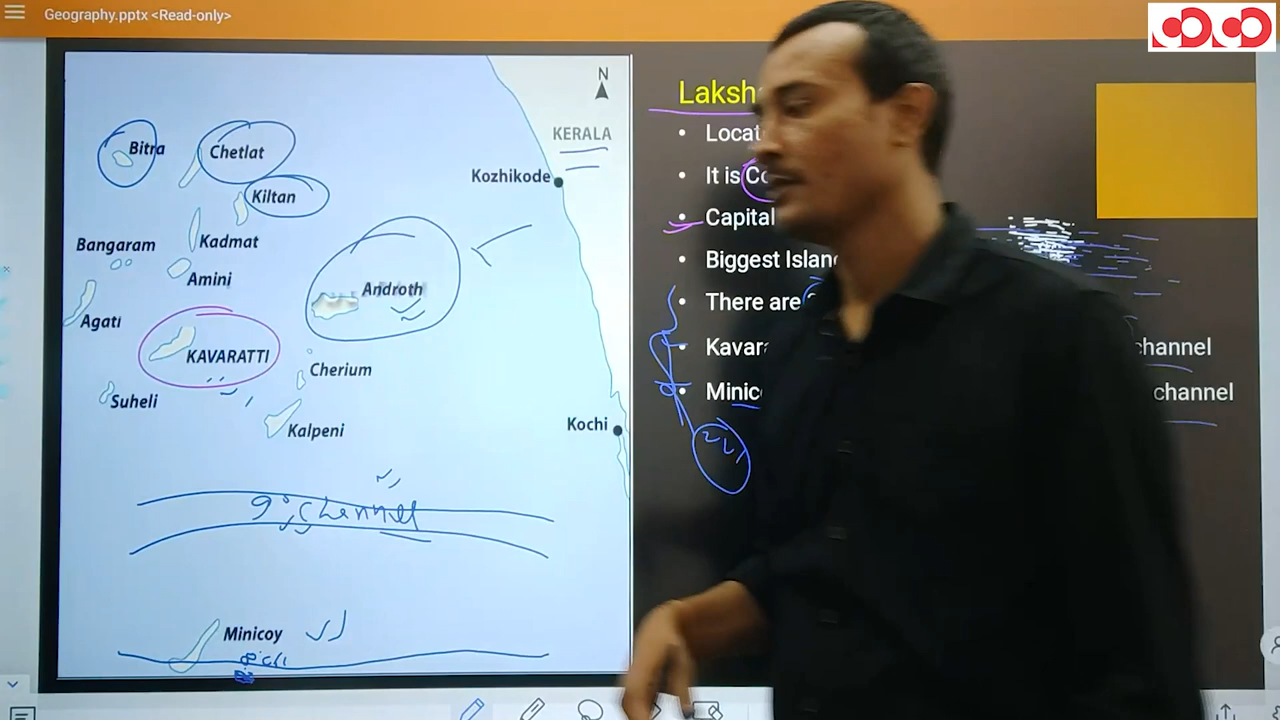 Geography.pptx <Read-only>
N
KERALA
Bitra
Chetlat
Kozhikode
Kiltan
Kadmat
Bangaram
Amini
Androth
Agati
KAVARATTI
Cherium
Suheli
Kalpeni
Kochi
9° Channel
Minicoy
Laksh
• Locat
• It is Co
• Capital
• Biggest Islan
• There are
• Kavara channel
• Minic channel